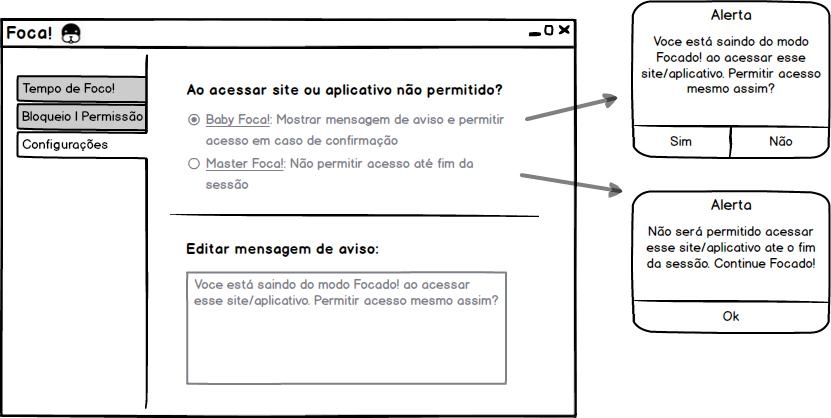 Foca!
Tempo de Foco!
Bloqueio | Permissão
Configurações
Ao acessar site ou aplicativo não permitido?
Baby Foca!: Mostrar mensagem de aviso e permitir
acesso em caso de confirmação
Master Foca!: Não permitir acesso até fim da
sessão
Editar mensagem de aviso:
Voce está saindo do modo Focado! ao acessar
esse site/aplicativo. Permitir acesso mesmo assim?
Alerta
Voce está saindo do modo
Focado! ao acessar esse
site/aplicativo. Permitir acesso
mesmo assim?
Sim
Não
Alerta
Não será permitido acessar
esse site/aplicativo ate o fim
da sessão. Continue Focado!
Ok